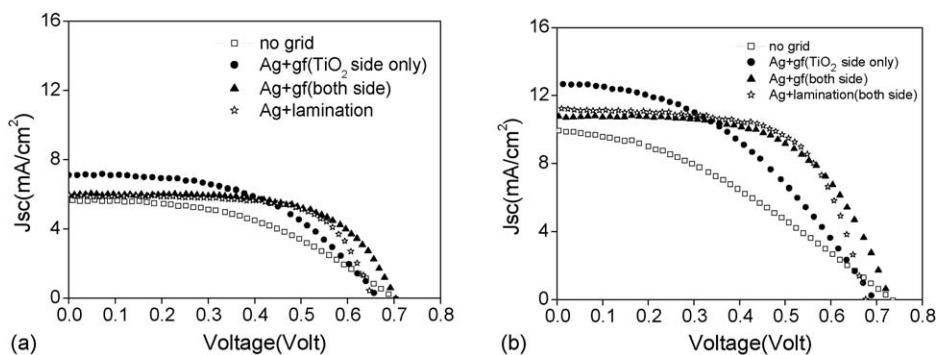 16
12
8
4
0
Jsc(mA/cm²)
no grid
Ag+gf(TiO₂ side only)
Ag+gf(both side)
Ag+lamination
0.0 0.1 0.2 0.3 0.4 0.5 0.6 0.7 0.8
Voltage(Volt)
(a)
16
12
8
4
0
Jsc(mA/cm²)
no grid
Ag+gf(TiO₂ side only)
Ag+gf(both side)
Ag+lamination(both side)
0.0 0.1 0.2 0.3 0.4 0.5 0.6 0.7 0.8
Voltage(Volt)
(b)